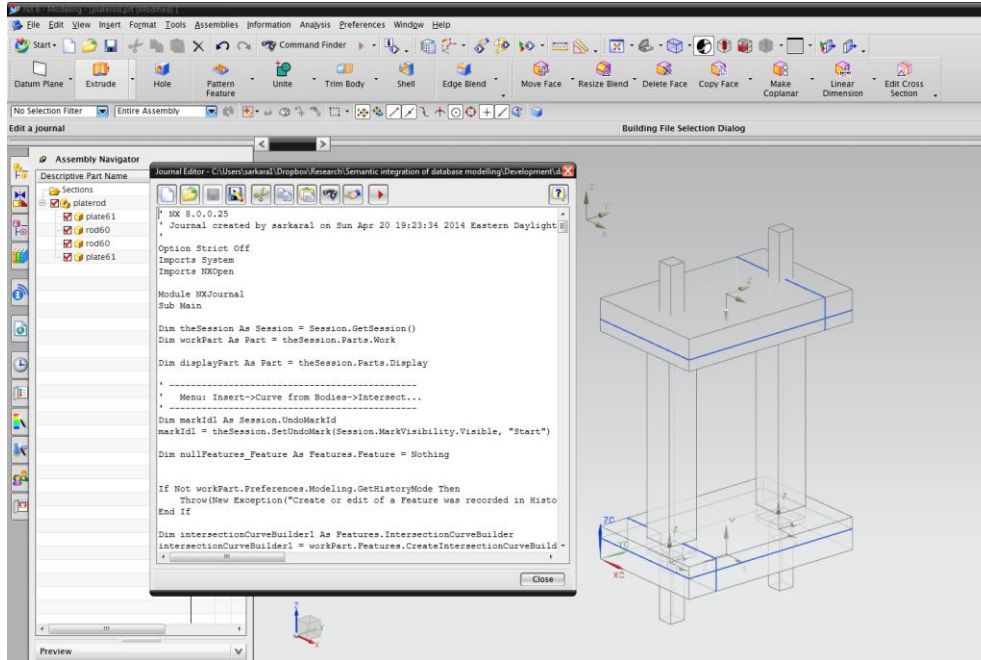 NX 8 - Modeling - [platerod.prt (Modified) ]
File Edit View Insert Format Tools Assemblies Information Analysis Preferences Window Help
Start Command Finder
Datum Plane Extrude Hole Pattern Feature Unite Trim Body Shell Edge Blend Move Face Resize Blend Delete Face Copy Face Make Coplanar Linear Dimension Edit Cross Section
No Selection Filter Entire Assembly
Edit a journal Building File Selection Dialog
Assembly Navigator
Descriptive Part Name
Sections
platerod
plate61
rod60
rod60
plate61
Journal Editor - C:\Users\sarkara1\Dropbox\Research\Semantic integration of database modelling\Development\d
' NX 8.0.0.25
' Journal created by sarkara1 on Sun Apr 20 19:23:34 2014 Eastern Daylight
'
Option Strict Off
Imports System
Imports NXOpen
Module NXJournal
Sub Main
Dim theSession As Session = Session.GetSession()
Dim workPart As Part = theSession.Parts.Work
Dim displayPart As Part = theSession.Parts.Display
' ----------------------------------------------
' Menu: Insert->Curve from Bodies->Intersect...
' ----------------------------------------------
Dim markId1 As Session.UndoMarkId
markId1 = theSession.SetUndoMark(Session.MarkVisibility.Visible, "Start")
Dim nullFeatures_Feature As Features.Feature = Nothing
If Not workPart.Preferences.Modeling.GetHistoryMode Then
Throw(New Exception("Create or edit of a Feature was recorded in Histo
End If
Dim intersectionCurveBuilder1 As Features.IntersectionCurveBuilder
intersectionCurveBuilder1 = workPart.Features.CreateIntersectionCurveBuild
Close
Preview
Z
Y
Z
Z
ZC
YC
XC
Z
X